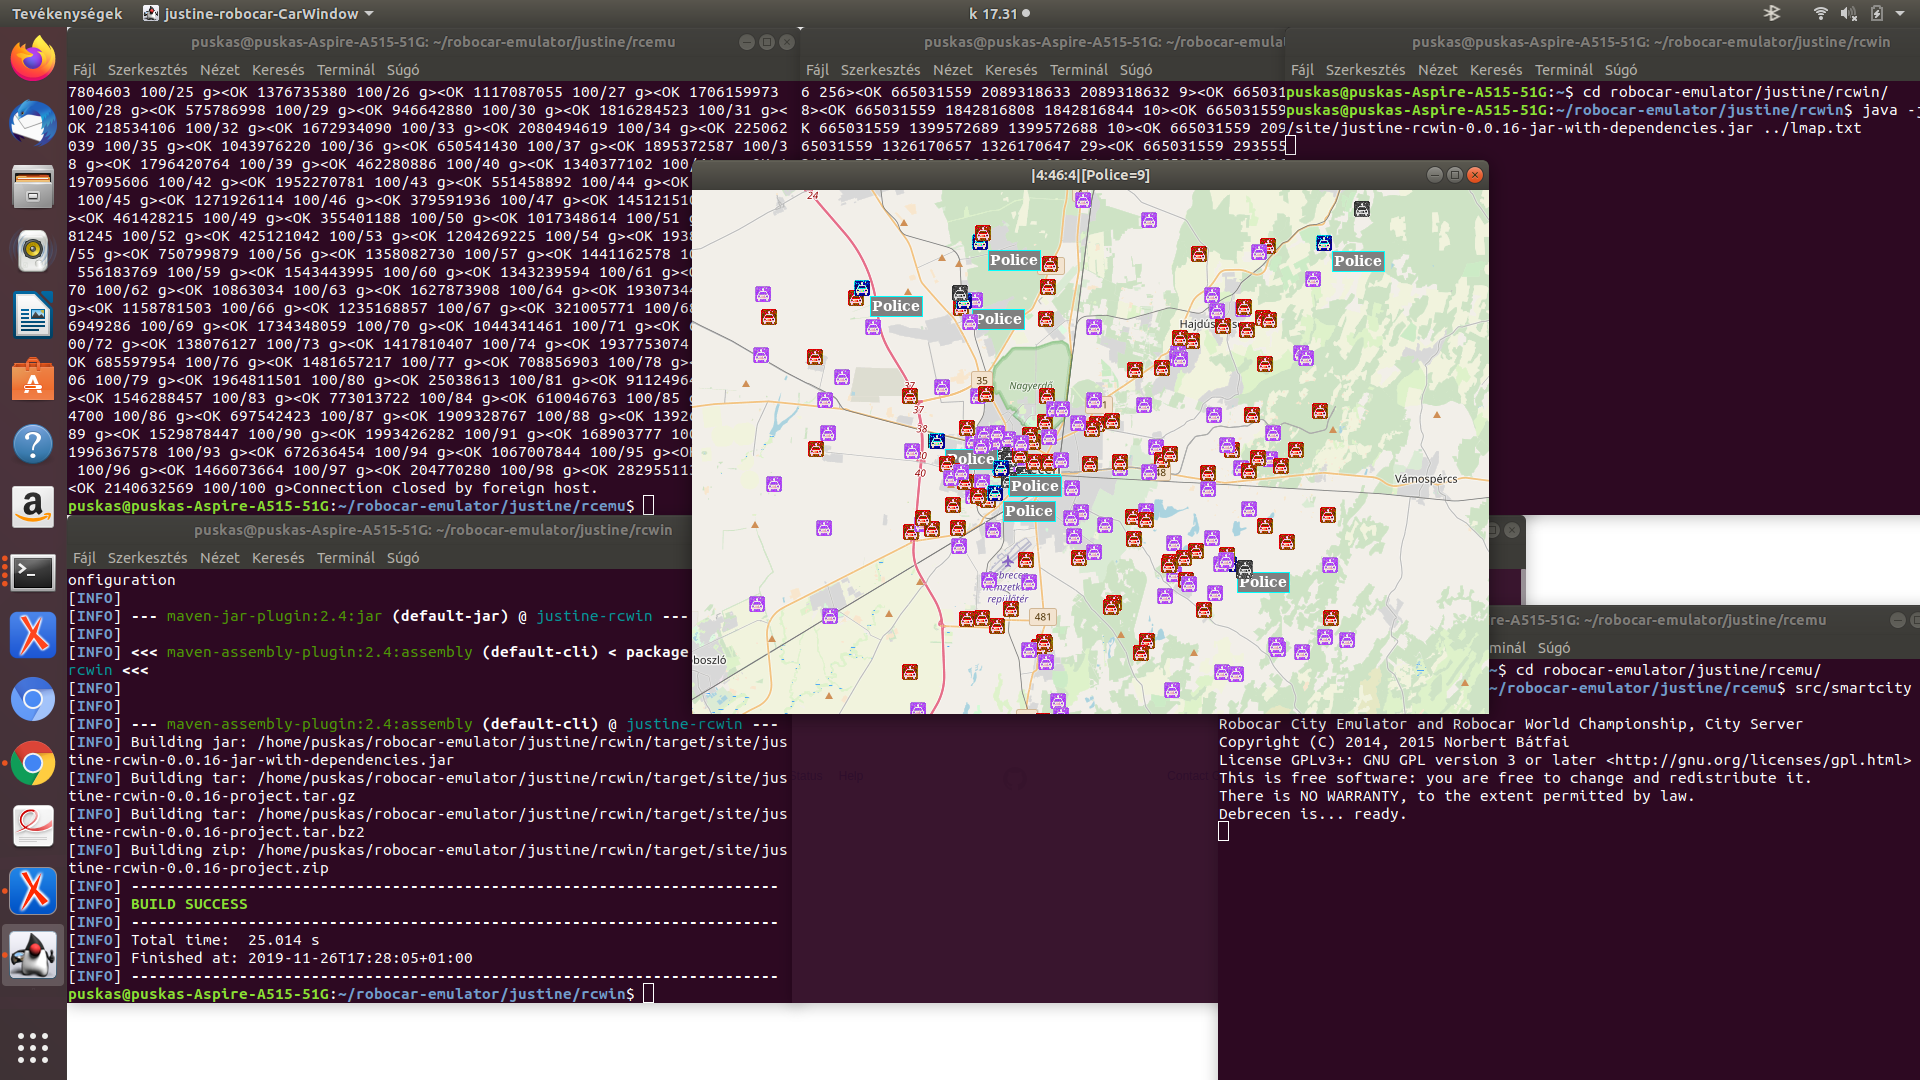 Tevékenységek
justine-robocar-CarWindow
k 17.31
puskas@puskas-Aspire-A515-51G: ~/robocar-emulator/justine/rcemu
Fájl Szerkesztés Nézet Keresés Terminál Súgó
7804603 100/25 g><OK 1376735380 100/26 g><OK 1117087055 100/27 g><OK 1706159973
100/28 g><OK 575786998 100/29 g><OK 946642880 100/30 g><OK 1816284523 100/31 g><
OK 218534106 100/32 g><OK 1672934090 100/33 g><OK 2080494619 100/34 g><OK 225062
039 100/35 g><OK 1043976220 100/36 g><OK 650541430 100/37 g><OK 1895372587 100/3
8 g><OK 1796420764 100/39 g><OK 462280886 100/40 g><OK 1340377102
197095606 100/42 g><OK 1952270781 100/43 g><OK 551458892 100/44 g><
100/45 g><OK 1271926114 100/46 g><OK 379591936 100/47 g><OK 14512151
><OK 461428215 100/49 g><OK 355401188 100/50 g><OK 1017348614 100/51 g
81245 100/52 g><OK 425121042 100/53 g><OK 1204269225 100/54 g><OK 1938
/55 g><OK 750799879 100/56 g><OK 1358082730 100/57 g><OK 1441162578 10
556183769 100/59 g><OK 1543443995 100/60 g><OK 1343239594 100/61 g><O
70 100/62 g><OK 10863034 100/63 g><OK 1627873908 100/64 g><OK 19307344
g><OK 1158781503 100/66 g><OK 1235168857 100/67 g><OK 321005771 100/68
6949286 100/69 g><OK 1734348059 100/70 g><OK 1044341461 100/71 g><OK 6
00/72 g><OK 138076127 100/73 g><OK 1417810407 100/74 g><OK 1937753074
OK 685597954 100/76 g><OK 1481657217 100/77 g><OK 708856903 100/78 g><
06 100/79 g><OK 1964811501 100/80 g><OK 25038613 100/81 g><OK 91124964
><OK 1546288457 100/83 g><OK 773013722 100/84 g><OK 610046763 100/85 g
4700 100/86 g><OK 697542423 100/87 g><OK 1909328767 100/88 g><OK 13926
89 g><OK 1529878447 100/90 g><OK 1993426282 100/91 g><OK 168903777 100
1996367578 100/93 g><OK 672636454 100/94 g><OK 1067007844 100/95 g><OK
100/96 g><OK 1466073664 100/97 g><OK 204770280 100/98 g><OK 282955113
<OK 2140632569 100/100 g>Connection closed by foreign host.
puskas@puskas-Aspire-A515-51G:~/robocar-emulator/justine/rcemu$
puskas@puskas-Aspire-A515-51G: ~/robocar-emula
Fájl Szerkesztés Nézet Keresés Terminál Súgó
6 256><OK 665031559 2089318633 2089318632 9><OK 665031
8><OK 665031559 1842816808 1842816844 10><OK 665031559
K 665031559 1399572689 1399572688 10><OK 665031559 209
65031559 1326170657 1326170647 29><OK 665031559 293555
puskas@puskas-Aspire-A515-51G: ~/robocar-emulator/justine/rcwin
Fájl Szerkesztés Nézet Keresés Terminál Súgó
puskas@puskas-Aspire-A515-51G:~$ cd robocar-emulator/justine/rcwin/
puskas@puskas-Aspire-A515-51G:~/robocar-emulator/justine/rcwin$ java -j
/site/justine-rcwin-0.0.16-jar-with-dependencies.jar ../lmap.txt
|4:46:4|[Police=9]
24
Police
Police
Police
Police
Hajdús
35
Nagyerdő
37
37
38
40
48
Police
Police
Police
Vámospércs
Debrecen
nemzetközi
repülőtér
Police
481
boszló
puskas@puskas-Aspire-A515-51G: ~/robocar-emulator/justine/rcwin
Fájl Szerkesztés Nézet Keresés Terminál Súgó
onfiguration
[INFO]
[INFO] --- maven-jar-plugin:2.4:jar (default-jar) @ justine-rcwin ---
[INFO]
[INFO] <<< maven-assembly-plugin:2.4:assembly (default-cli) < package
rcwin <<<
[INFO]
[INFO]
[INFO] --- maven-assembly-plugin:2.4:assembly (default-cli) @ justine-rcwin ---
[INFO] Building jar: /home/puskas/robocar-emulator/justine/rcwin/target/site/jus
tine-rcwin-0.0.16-jar-with-dependencies.jar
[INFO] Building tar: /home/puskas/robocar-emulator/justine/rcwin/target/site/jus
tine-rcwin-0.0.16-project.tar.gz
[INFO] Building tar: /home/puskas/robocar-emulator/justine/rcwin/target/site/jus
tine-rcwin-0.0.16-project.tar.bz2
[INFO] Building zip: /home/puskas/robocar-emulator/justine/rcwin/target/site/jus
tine-rcwin-0.0.16-project.zip
[INFO] ------------------------------------------------------------------------
[INFO] BUILD SUCCESS
[INFO] ------------------------------------------------------------------------
[INFO] Total time:  25.014 s
[INFO] Finished at: 2019-11-26T17:28:05+01:00
[INFO] ------------------------------------------------------------------------
puskas@puskas-Aspire-A515-51G:~/robocar-emulator/justine/rcwin$
Help
re-A515-51G: ~/robocar-emulator/justine/rcemu
minál Súgó
~$ cd robocar-emulator/justine/rcemu/
~/robocar-emulator/justine/rcemu$ src/smartcity
Robocar City Emulator and Robocar World Championship, City Server
Copyright (C) 2014, 2015 Norbert Bátfai
License GPLv3+: GNU GPL version 3 or later <http://gnu.org/licenses/gpl.html>
This is free software: you are free to change and redistribute it.
There is NO WARRANTY, to the extent permitted by law.
Debrecen is... ready.